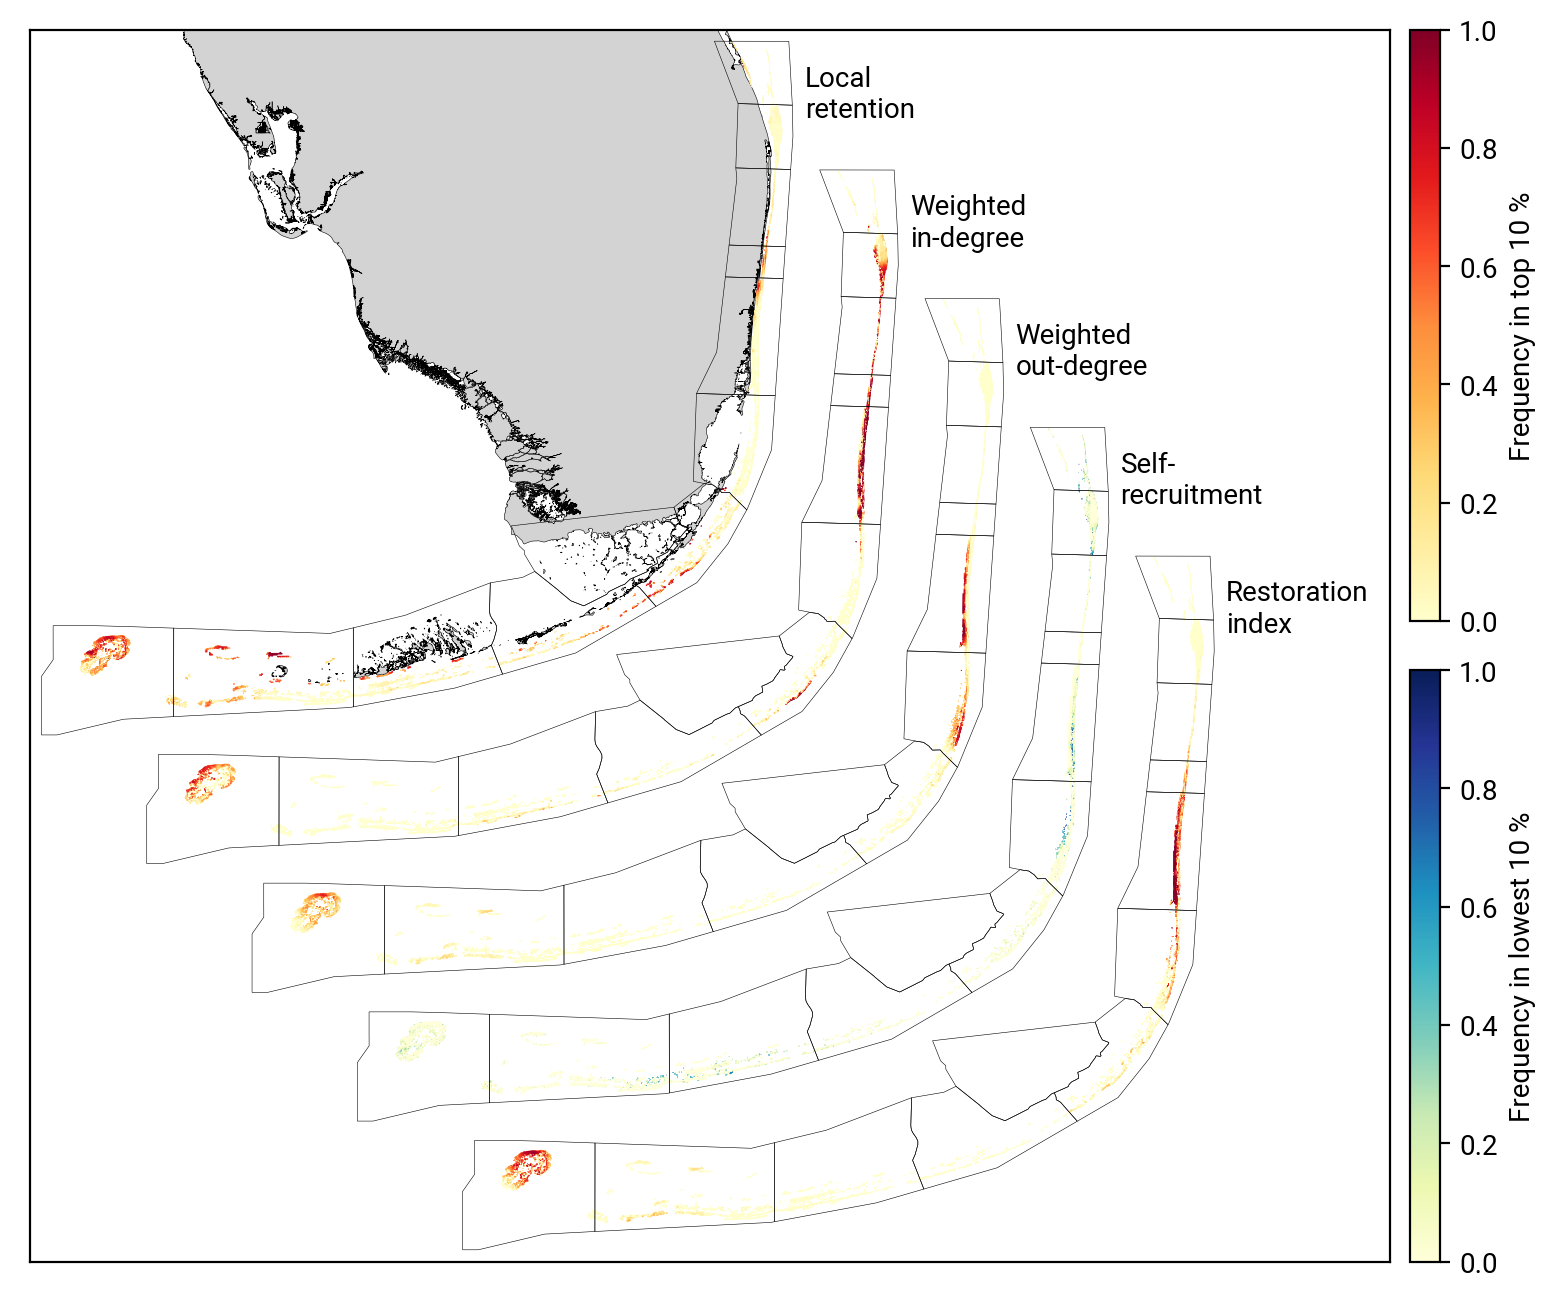 Local
retention
Weighted
in-degree
Weighted
out-degree
Self-
recruitment
Restoration
index
1.0
0.8
0.6
0.4
0.2
0.0
Frequency in top 10 %
1.0
0.8
0.6
0.4
0.2
0.0
Frequency in lowest 10 %